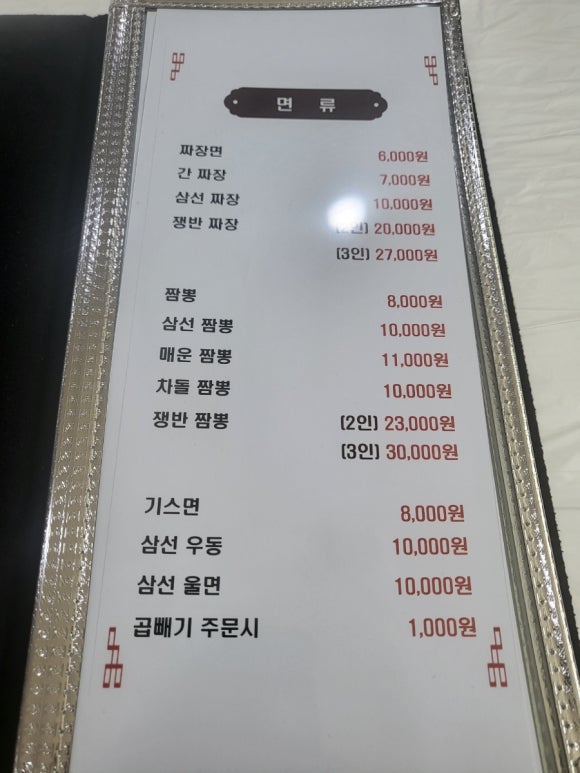 면 류
짜장면 6,000원
간 짜장 7,000원
삼선 짜장 10,000원
쟁반 짜장 (2인) 20,000원
(3인) 27,000원
짬뽕 8,000원
삼선 짬뽕 10,000원
매운 짬뽕 11,000원
차돌 짬뽕 10,000원
쟁반 짬뽕 (2인) 23,000원
(3인) 30,000원
기스면 8,000원
삼선 우동 10,000원
삼선 울면 10,000원
곱빼기 주문시 1,000원